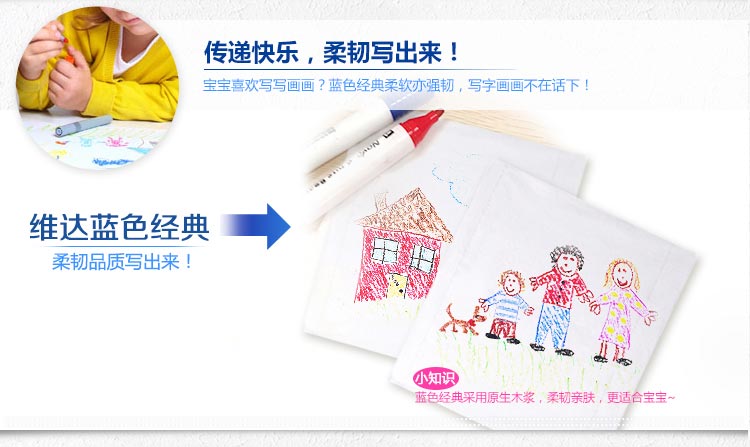 传递快乐，柔韧写出来！
宝宝喜欢写写画画？蓝色经典柔软亦强韧，写字画画不在话下！
维达蓝色经典
柔韧品质写出来！
小知识
蓝色经典采用原生木浆，柔韧亲肤，更适合宝宝~